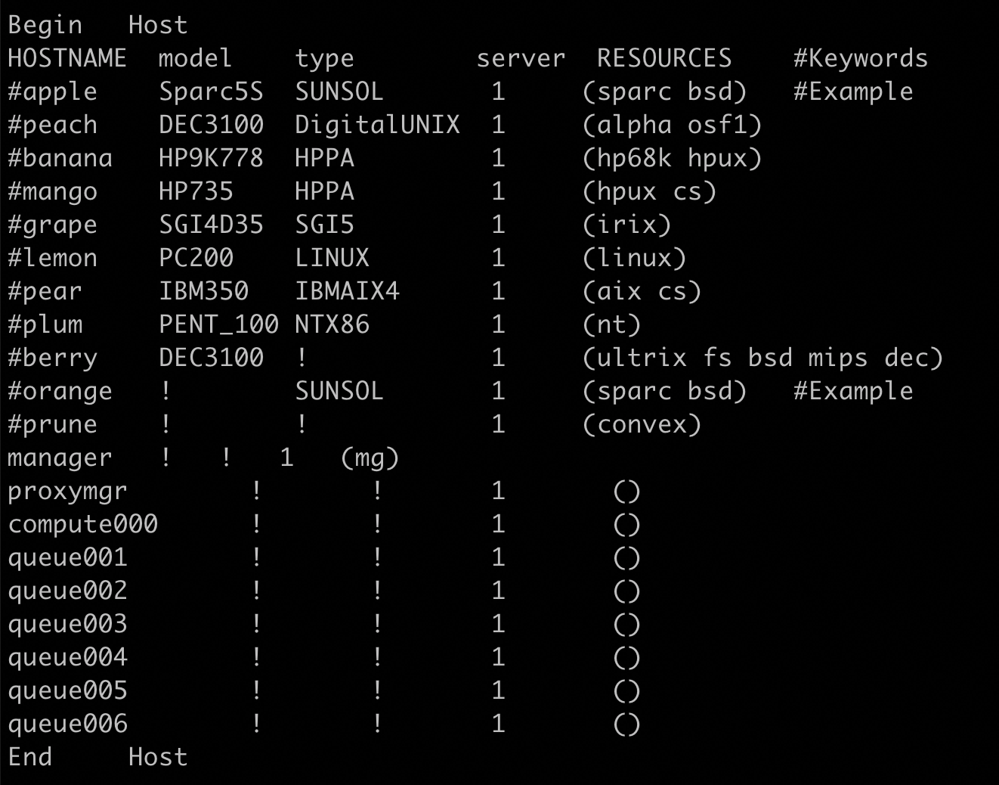 Begin   Host
HOSTNAME  model    type        server  RESOURCES    #Keywords
#apple    Sparc5S  SUNSOL       1     (sparc bsd)   #Example
#peach    DEC3100  DigitalUNIX  1     (alpha osf1)
#banana   HP9K778  HPPA         1     (hp68k hpux)
#mango    HP735    HPPA         1     (hpux cs)
#grape    SGI4D35  SGI5         1     (irix)
#lemon    PC200    LINUX        1     (linux)
#pear     IBM350   IBMAIX4      1     (aix cs)
#plum     PENT_100 NTX86        1     (nt)
#berry    DEC3100  !            1     (ultrix fs bsd mips dec)
#orange   !        SUNSOL       1     (sparc bsd)   #Example
#prune    !        !            1     (convex)
manager   !   !   1   (mg)
proxymgr        !       !       1       ()
compute000      !       !       1       ()
queue001        !       !       1       ()
queue002        !       !       1       ()
queue003        !       !       1       ()
queue004        !       !       1       ()
queue005        !       !       1       ()
queue006        !       !       1       ()
End     Host